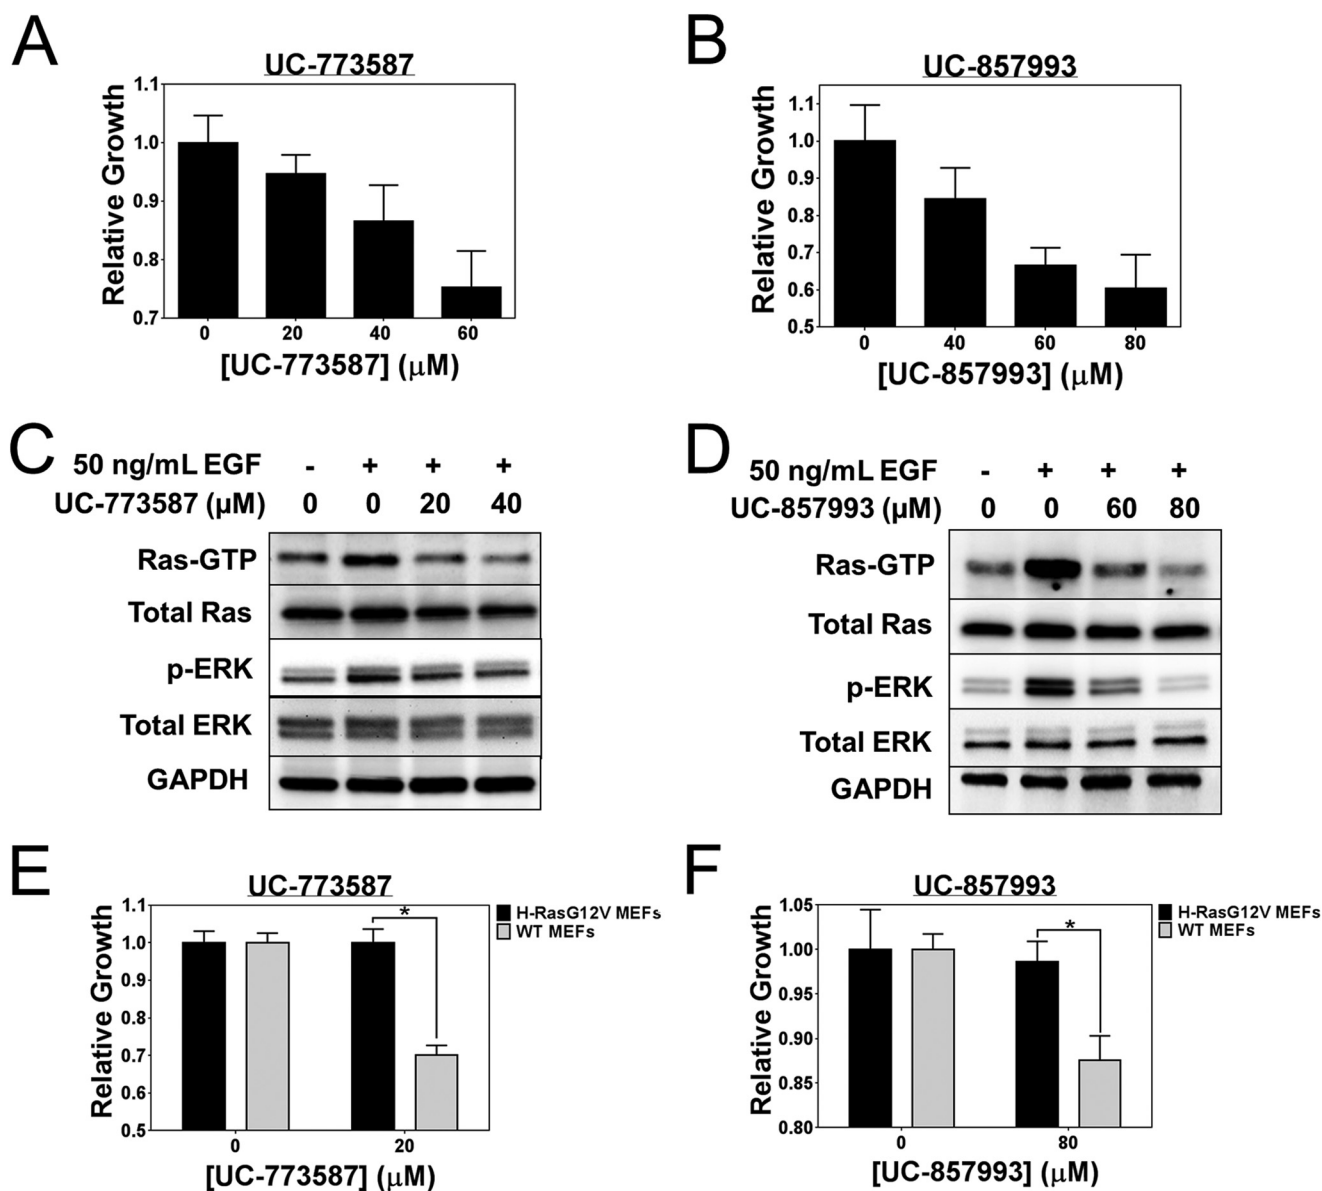 A
UC-773587
Relative Growth
1.1
1.0
0.9
0.8
0.7
0 20 40 60
[UC-773587] (μM)
B
UC-857993
Relative Growth
1.1
1.0
0.9
0.8
0.7
0.6
0.5
0 40 60 80
[UC-857993] (μM)
C
50 ng/mL EGF - + + +
UC-773587 (μM) 0 0 20 40
Ras-GTP
Total Ras
p-ERK
Total ERK
GAPDH
D
50 ng/mL EGF - + + +
UC-857993 (μM) 0 0 60 80
Ras-GTP
Total Ras
p-ERK
Total ERK
GAPDH
E
UC-773587
Relative Growth
1.1
1.0
0.9
0.8
0.7
0.6
0.5
*
H-RasG12V MEFs
WT MEFs
0 20
[UC-773587] (μM)
F
UC-857993
Relative Growth
1.05
1.00
0.95
0.90
0.85
0.80
*
H-RasG12V MEFs
WT MEFs
0 80
[UC-857993] (μM)